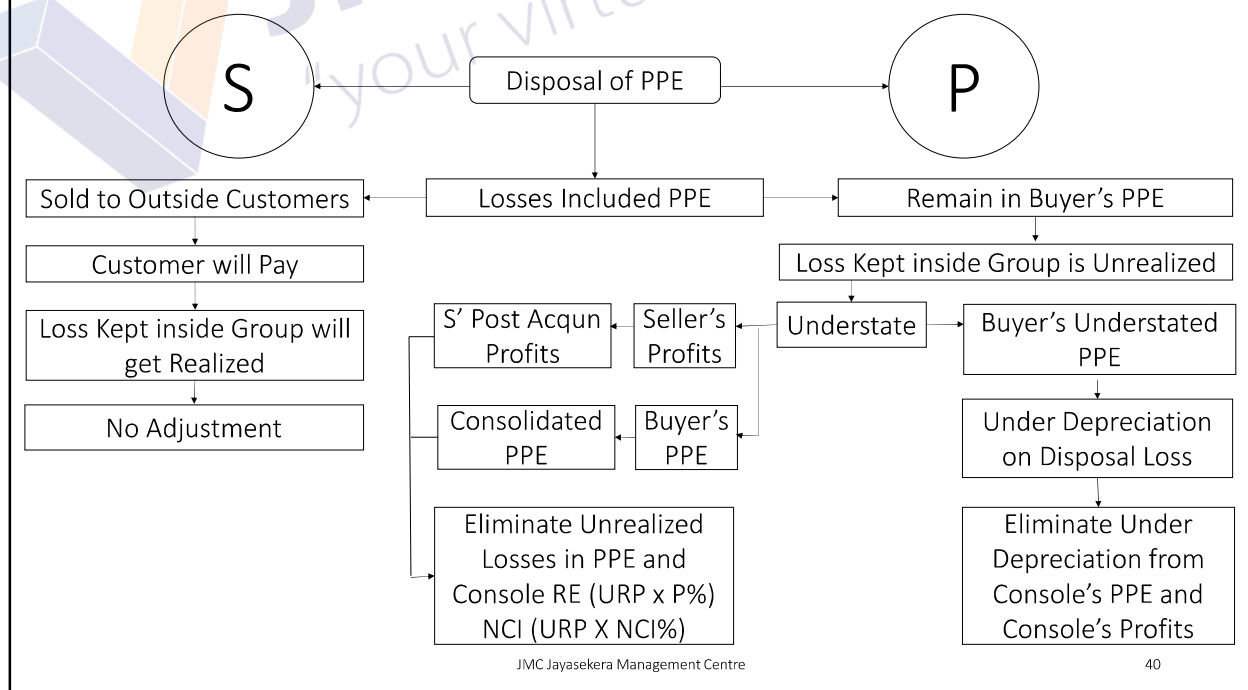 "your virtu
S
Disposal of PPE
P
Sold to Outside Customers
Losses Included PPE
Remain in Buyer's PPE
Customer will Pay
Loss Kept inside Group is Unrealized
Loss Kept inside Group will
get Realized
S' Post Acqun
Profits
Seller's
Profits
Understate
Buyer's Understated
PPE
No Adjustment
Consolidated
PPE
Buyer's
PPE
Under Depreciation
on Disposal Loss
Eliminate Unrealized
Losses in PPE and
Console RE (URP x P%)
NCI (URP X NCI%)
Eliminate Under
Depreciation from
Console's PPE and
Console's Profits
JMC Jayasekera Management Centre
40